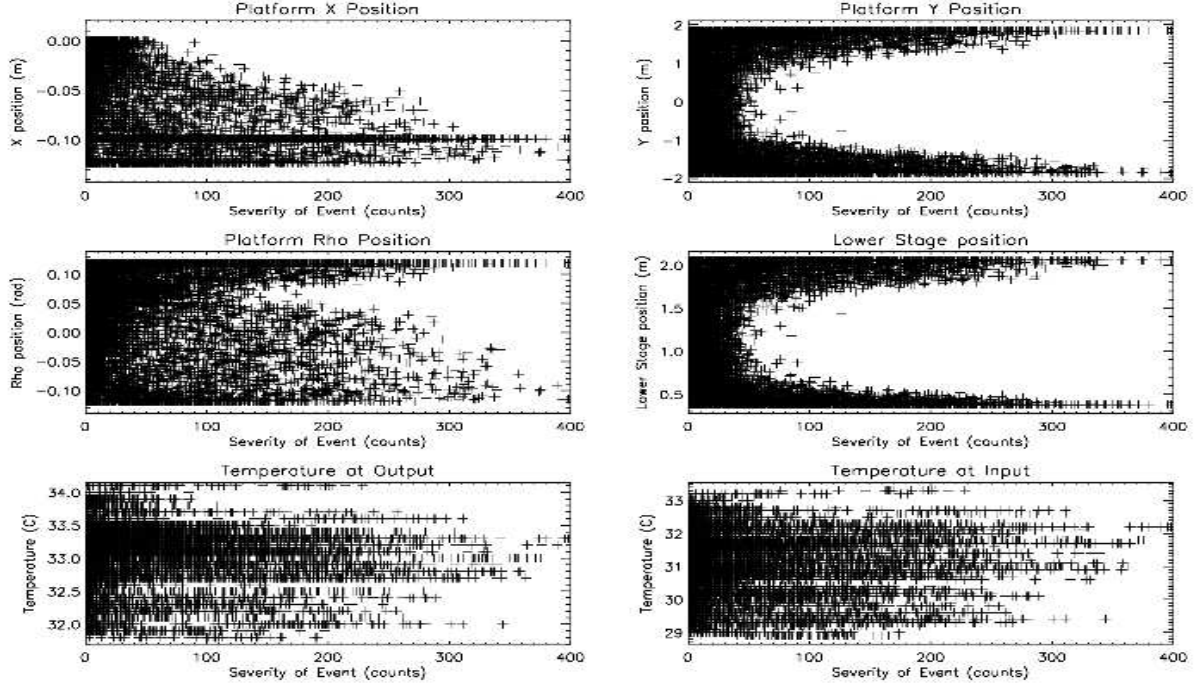 Platform X Position
X position (m)
0.00
−0.05
−0.10
0 100 200 300 400
Severity of Event (counts)
Platform Y Position
Y position (m)
2
1
0
−1
−2
0 100 200 300 400
Severity of Event (counts)
Platform Rho Position
Rho position (rad)
0.10
0.05
0.00
−0.05
−0.10
0 100 200 300 400
Severity of Event (counts)
Lower Stage position
Lower Stage position (m)
2.0
1.5
1.0
0.5
0 100 200 300 400
Severity of Event (counts)
Temperature at Output
Temperature (C)
34.0
33.5
33.0
32.5
32.0
0 100 200 300 400
Severity of Event (counts)
Temperature at Input
Temperature (C)
33
32
31
30
29
0 100 200 300 400
Severity of Event (counts)